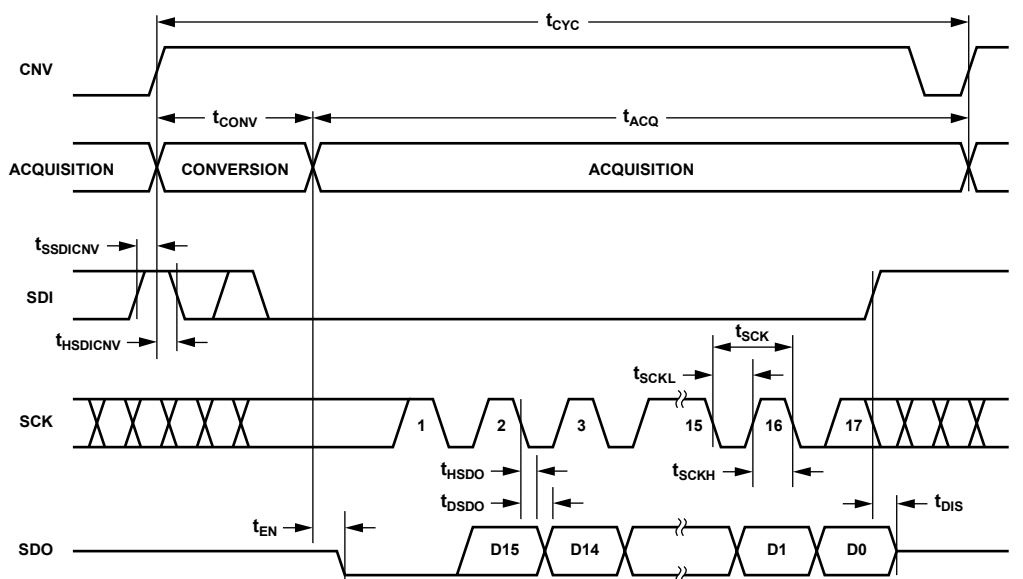 tCYC
CNV
tCONV
tACQ
ACQUISITION
CONVERSION
ACQUISITION
tSSDICNV
SDI
tHSDICNV
tSCK
tSCKL
SCK
1
2
3
15
16
17
tHSDO
tSCKH
tDSDO
tDIS
tEN
SDO
D15
D14
D1
D0